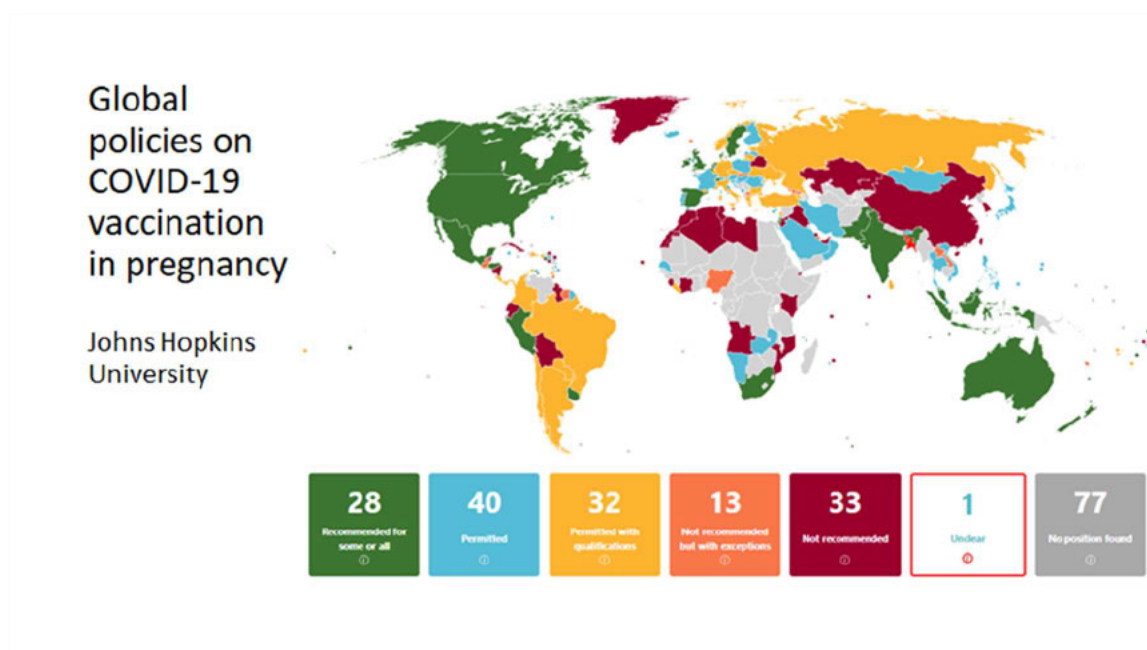 Global
policies on
COVID-19
vaccination
in pregnancy
Johns Hopkins
University
28
Recommended for
some or all
40
Permitted
32
Permitted with
qualifications
13
Not recommended
but with exceptions
33
Not recommended
1
Unclear
77
No position found